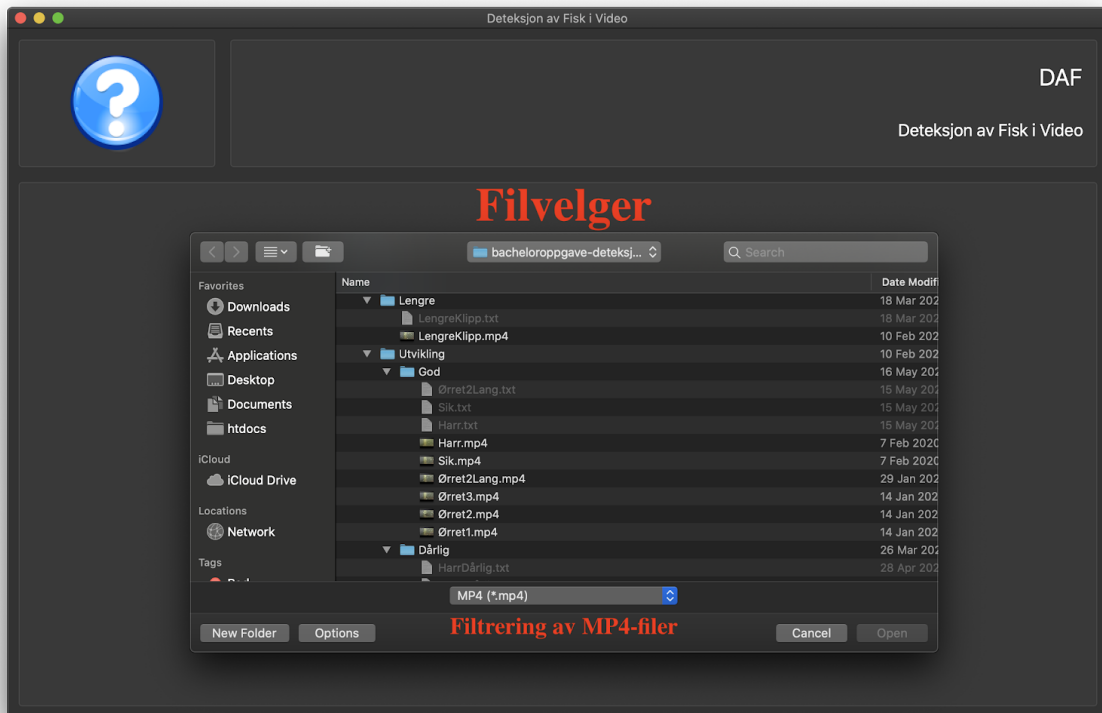 Deteksjon av Fisk i Video
DAF
Deteksjon av Fisk i Video
Filvelger
bacheloroppgave-deteksj...
Search
Favorites
Downloads
Recents
Applications
Desktop
Documents
htdocs
iCloud
iCloud Drive
Locations
Network
Tags
Name Date Modifi
Lengre 18 Mar 202
LengreKlipp.txt 18 Mar 202
LengreKlipp.mp4 10 Feb 202
Utvikling 10 Feb 202
God 16 May 202
Ørret2Lang.txt 15 May 202
Sik.txt 15 May 202
Harr.txt 15 May 202
Harr.mp4 7 Feb 2020
Sik.mp4 7 Feb 2020
Ørret2Lang.mp4 29 Jan 202
Ørret3.mp4 14 Jan 202
Ørret2.mp4 14 Jan 202
Ørret1.mp4 14 Jan 202
Dårlig 26 Mar 202
HarrDårlig.txt 28 Apr 202
MP4 (*.mp4)
Filtrering av MP4-filer
New Folder Options Cancel Open